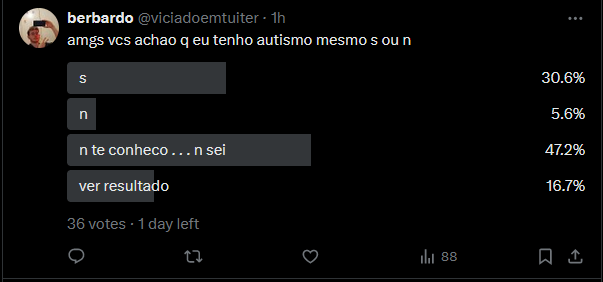 berbardo @viciadoemtuiter · 1h
amgs vcs achao q eu tenho autismo mesmo s ou n
s 30.6%
n 5.6%
n te conheco . . . n sei 47.2%
ver resultado 16.7%
36 votes · 1 day left
88